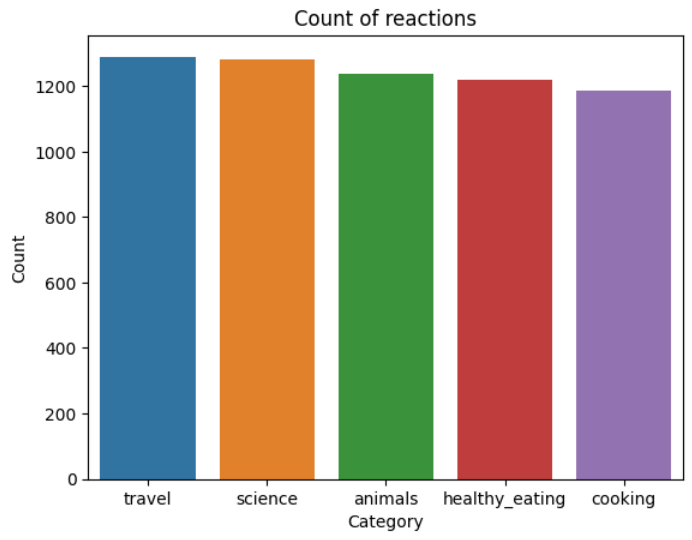 Count of reactions
1200
1000
800
600
400
200
0
Count
travel science animals healthy_eating cooking
Category